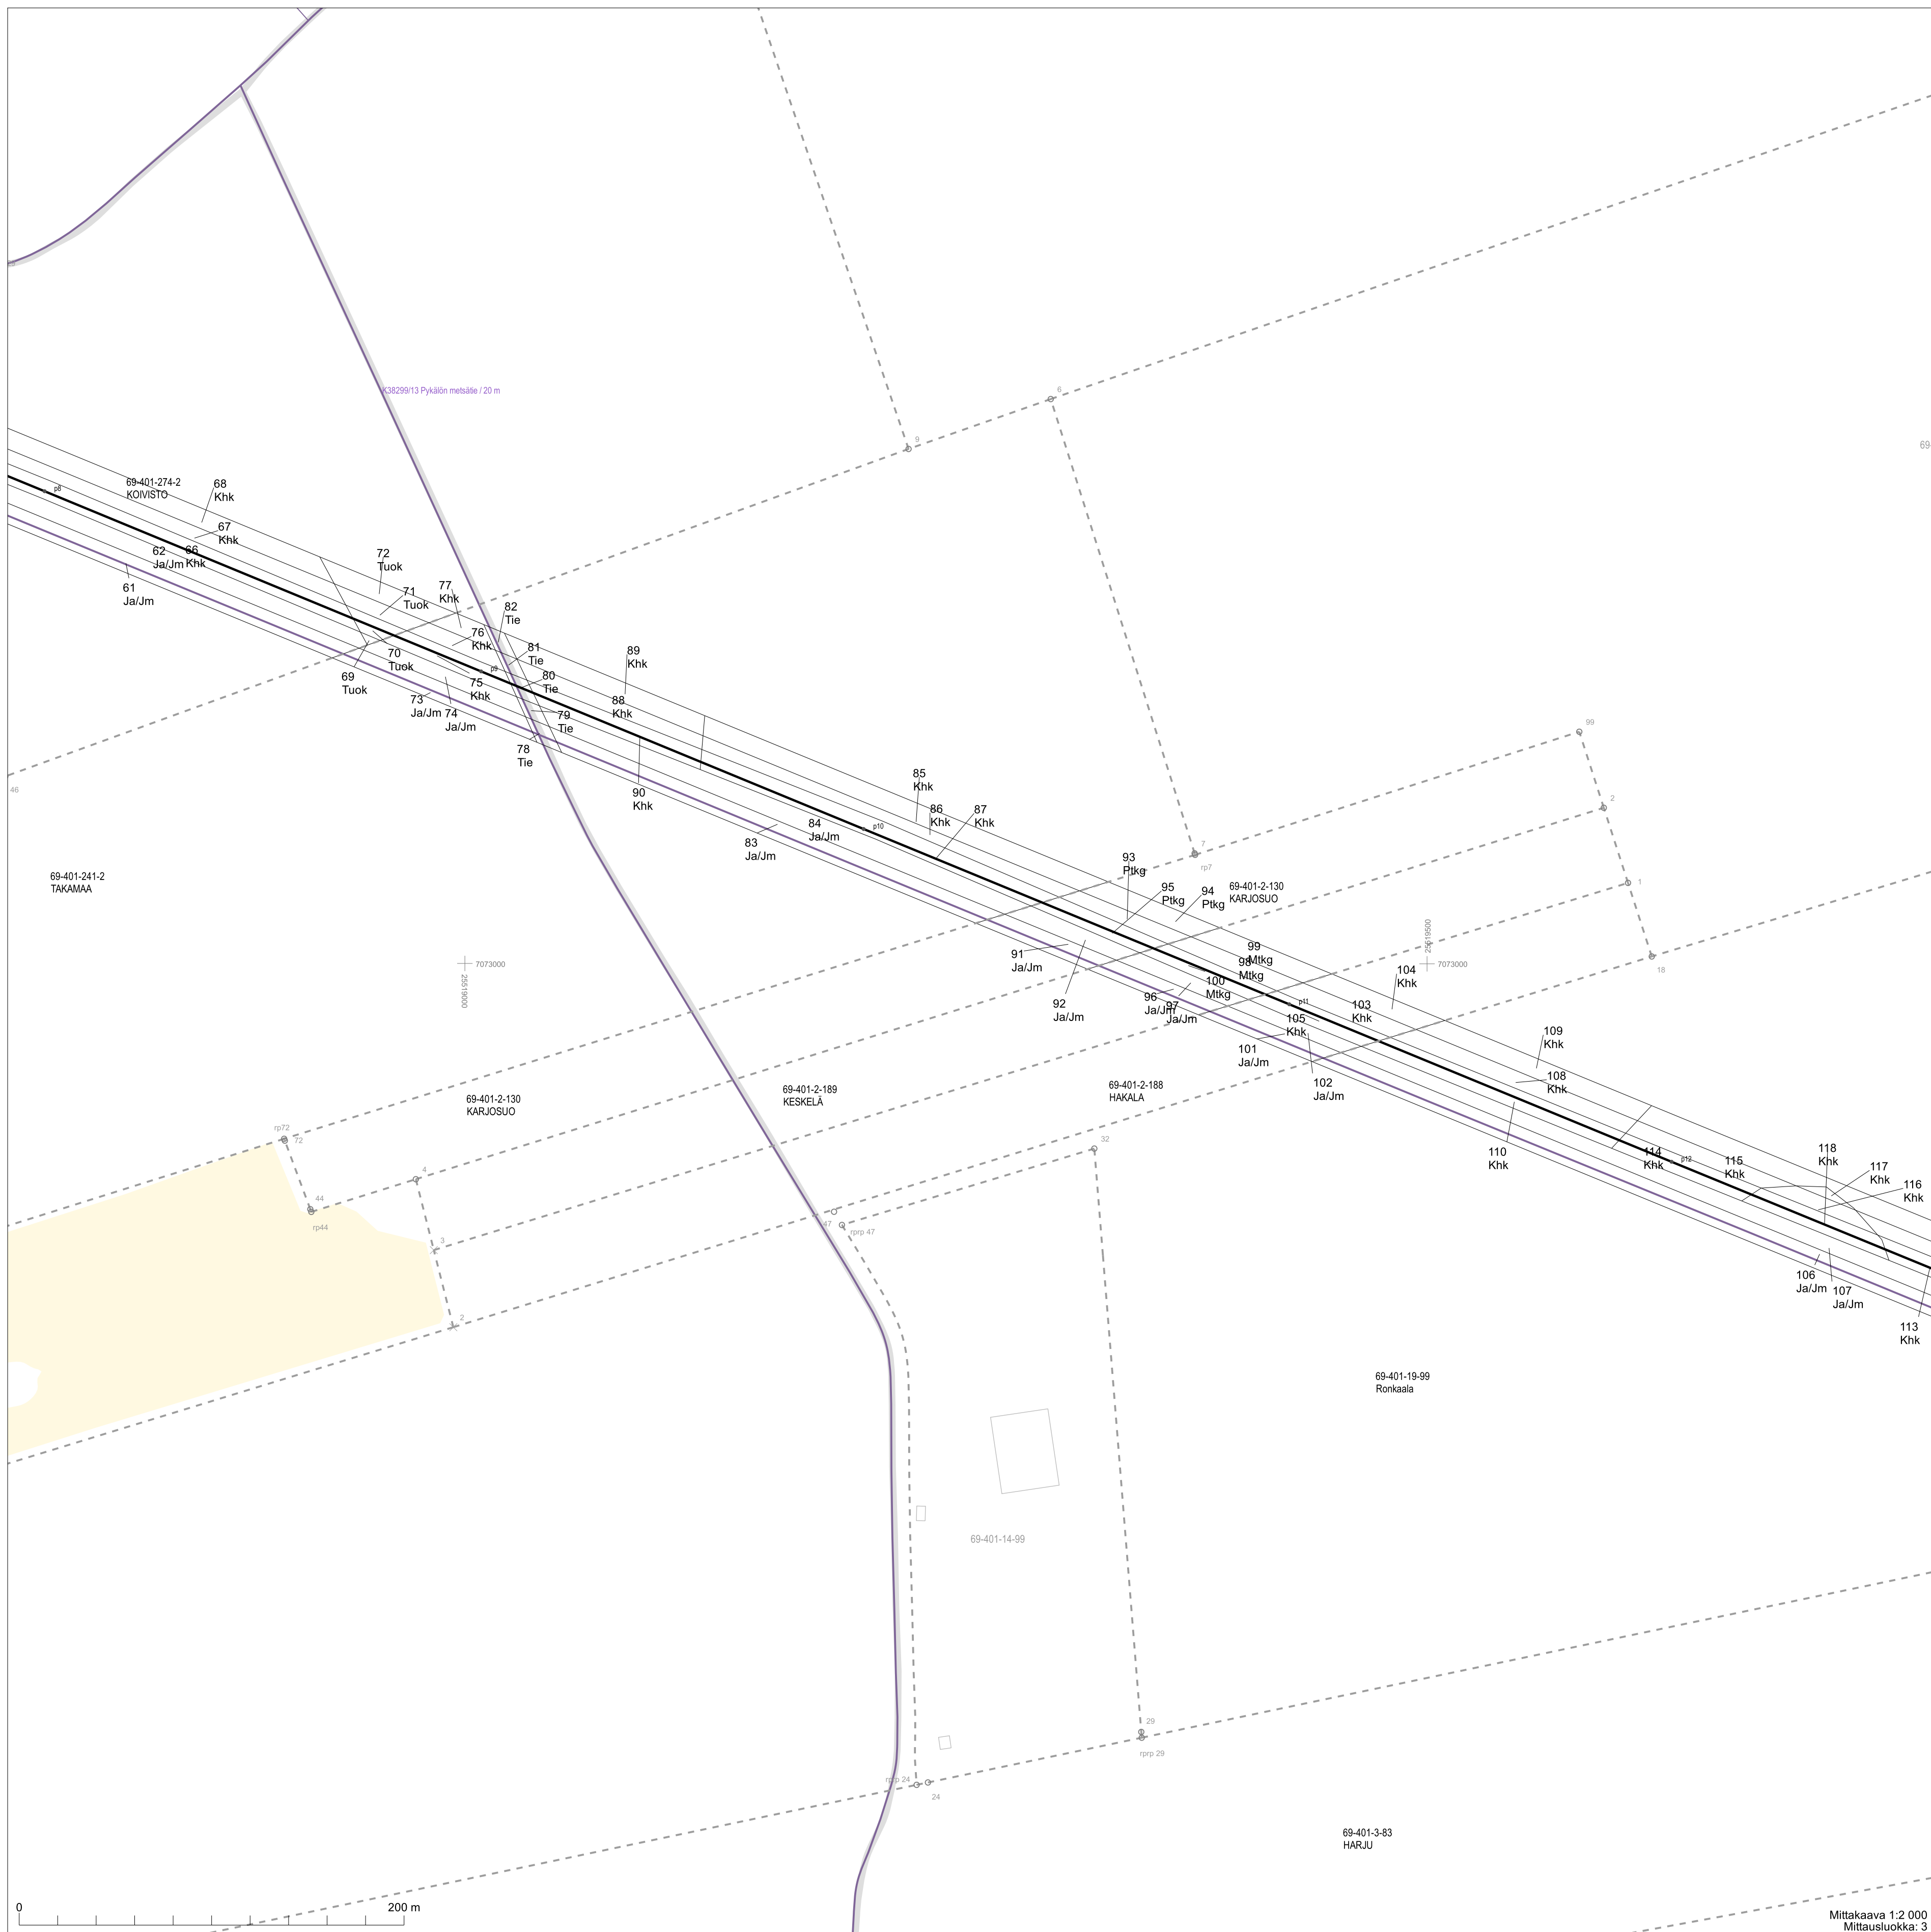 K38299/13 Pykälön metsätie / 20 m
6
9
69-
69-401-274-2
KOIVISTO
p8
68
Khk
67
Khk
62
Ja/Jm
66
Khk
61
Ja/Jm
72
Tuok
71
Tuok
77
Khk
76
Khk
82
Tie
81
Tie
80
Tie
79
Tie
p9
70
Tuok
69
Tuok
75
Khk
73
Ja/Jm
74
Ja/Jm
78
Tie
89
Khk
88
Khk
90
Khk
46
99
2
1
18
85
Khk
86
Khk
87
Khk
84
Ja/Jm
83
Ja/Jm
p10
7
rp7
69-401-241-2
TAKAMAA
93
Ptkg
95
Ptkg
94
Ptkg
69-401-2-130
KARJOSUO
91
Ja/Jm
92
Ja/Jm
99
Mtkg
98
Mtkg
100
Mtkg
96
Ja/Jm
97
Ja/Jm
104
Khk
103
Khk
p11
105
Khk
101
Ja/Jm
102
Ja/Jm
7073000
25519000
7073000
25519500
109
Khk
108
Khk
110
Khk
69-401-2-130
KARJOSUO
69-401-2-189
KESKELÄ
69-401-2-188
HAKALA
rp72
72
4
44
rp44
3
2
32
47
rprp 47
114
Khk
p12
115
Khk
118
Khk
117
Khk
116
Khk
106
Ja/Jm
107
Ja/Jm
113
Khk
69-401-19-99
Ronkaala
69-401-14-99
29
rprp 29
rprp 24
24
69-401-3-83
HARJU
0
200 m
Mittakaava 1:2 000
Mittausluokka: 3